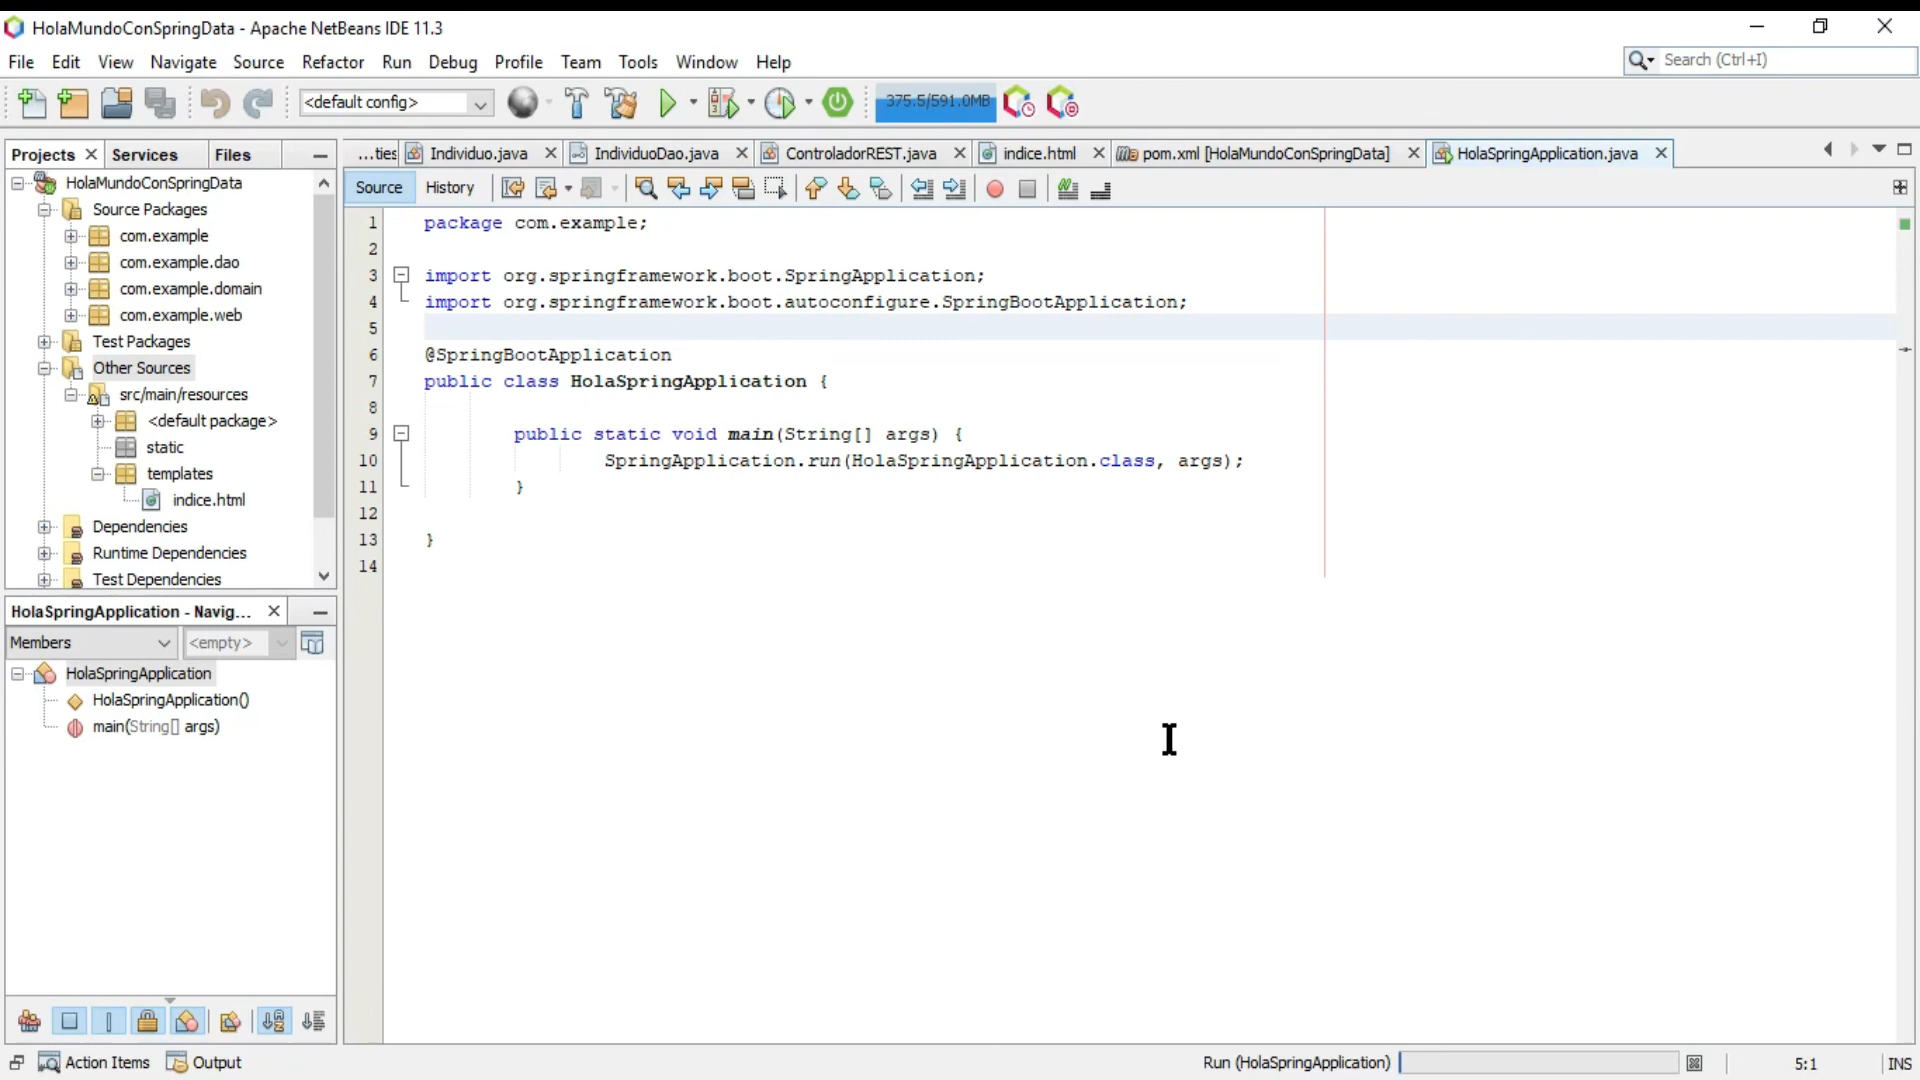 HolaMundoConSpringData - Apache NetBeans IDE 11.3
File Edit View Navigate Source Refactor Run Debug Profile Team Tools Window Help
Search (Ctrl+I)
<default config>
375.5/591.0MB
Projects Services Files
...ties Individuo.java IndividuoDao.java ControladorREST.java indice.html pom.xml [HolaMundoConSpringData] HolaSpringApplication.java
Source History
HolaMundoConSpringData
Source Packages
com.example
com.example.dao
com.example.domain
com.example.web
Test Packages
Other Sources
src/main/resources
<default package>
static
templates
indice.html
Dependencies
Runtime Dependencies
Test Dependencies
1 package com.example;
2
3 import org.springframework.boot.SpringApplication;
4 import org.springframework.boot.autoconfigure.SpringBootApplication;
5
6 @SpringBootApplication
7 public class HolaSpringApplication {
8
9 public static void main(String[] args) {
10 SpringApplication.run(HolaSpringApplication.class, args);
11 }
12
13 }
14
HolaSpringApplication - Navig...
Members <empty>
HolaSpringApplication
HolaSpringApplication()
main(String[] args)
Action Items Output
Run (HolaSpringApplication) 5:1 INS